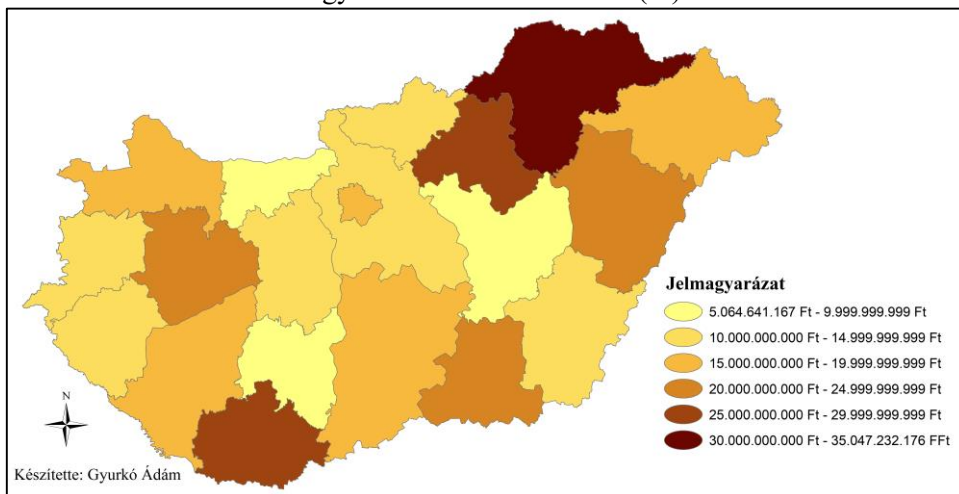 Jelmagyarázat
5.064.641.167 Ft - 9.999.999.999 Ft
10.000.000.000 Ft - 14.999.999.999 Ft
15.000.000.000 Ft - 19.999.999.999 Ft
20.000.000.000 Ft - 24.999.999.999 Ft
25.000.000.000 Ft - 29.999.999.999 Ft
30.000.000.000 Ft - 35.047.232.176 FFt
N
Készítette: Gyurkó Ádám